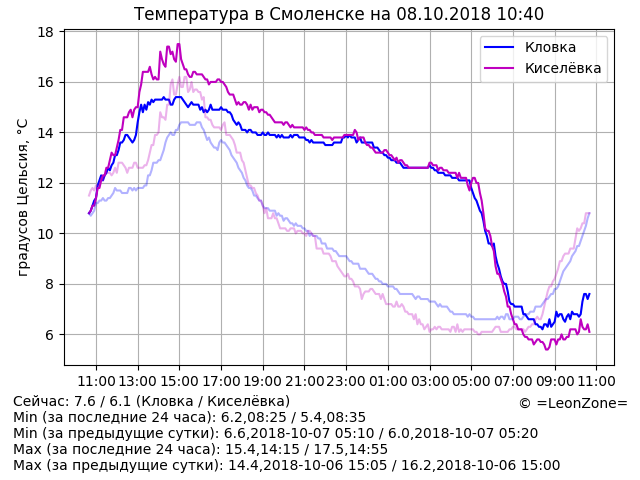 Температура в Смоленске на 08.10.2018 10:40
градусов Цельсия, °C
18
16
14
12
10
8
6
Кловка
Киселёвка
11:00 13:00 15:00 17:00 19:00 21:00 23:00 01:00 03:00 05:00 07:00 09:00 11:00
Сейчас: 7.6 / 6.1 (Кловка / Киселёвка)
© =LeonZone=
Min (за последние 24 часа): 6.2,08:25 / 5.4,08:35
Min (за предыдущие сутки): 6.6,2018-10-07 05:10 / 6.0,2018-10-07 05:20
Max (за последние 24 часа): 15.4,14:15 / 17.5,14:55
Max (за предыдущие сутки): 14.4,2018-10-06 15:05 / 16.2,2018-10-06 15:00